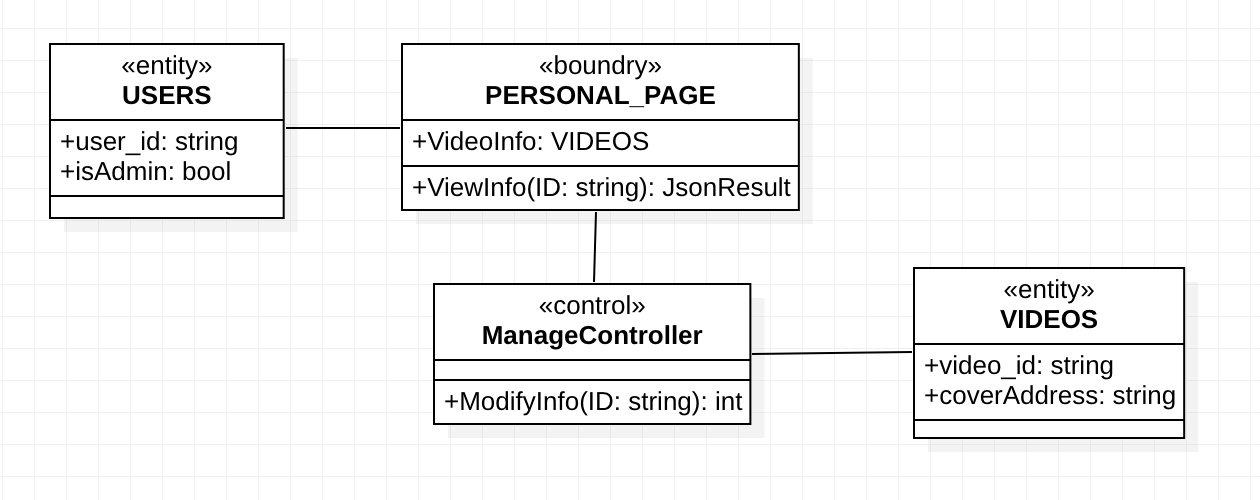 «entity»
USERS
+user_id: string
+isAdmin: bool
«boundry»
PERSONAL_PAGE
+VideoInfo: VIDEOS
+ViewInfo(ID: string): JsonResult
«control»
ManageController
+ModifyInfo(ID: string): int
«entity»
VIDEOS
+video_id: string
+coverAddress: string